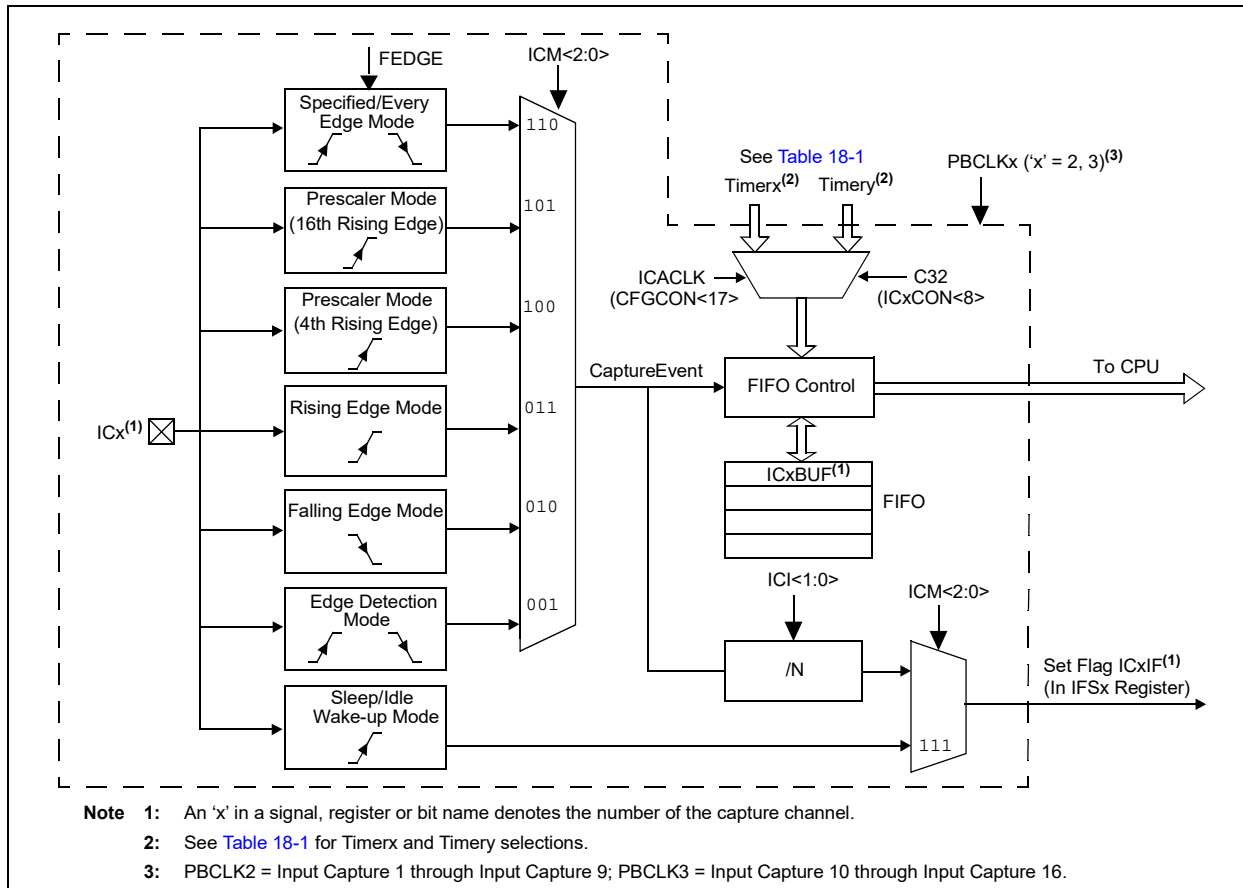 FEDGE
ICM<2:0>
Specified/Every
Edge Mode
110
Prescaler Mode
(16th Rising Edge)
101
Prescaler Mode
(4th Rising Edge)
100
Rising Edge Mode
011
ICx(1)
Falling Edge Mode
010
Edge Detection
Mode
001
Sleep/Idle
Wake-up Mode
See Table 18-1
Timerx(2) Timery(2)
PBCLKx (‘x’ = 2, 3)(3)
ICACLK
(CFGCON<17>
C32
(ICxCON<8>
CaptureEvent
FIFO Control
To CPU
ICxBUF(1)
FIFO
ICI<1:0>
ICM<2:0>
/N
111
Set Flag ICxIF(1)
(In IFSx Register)
Note 1: An ‘x’ in a signal, register or bit name denotes the number of the capture channel.
2: See Table 18-1 for Timerx and Timery selections.
3: PBCLK2 = Input Capture 1 through Input Capture 9; PBCLK3 = Input Capture 10 through Input Capture 16.